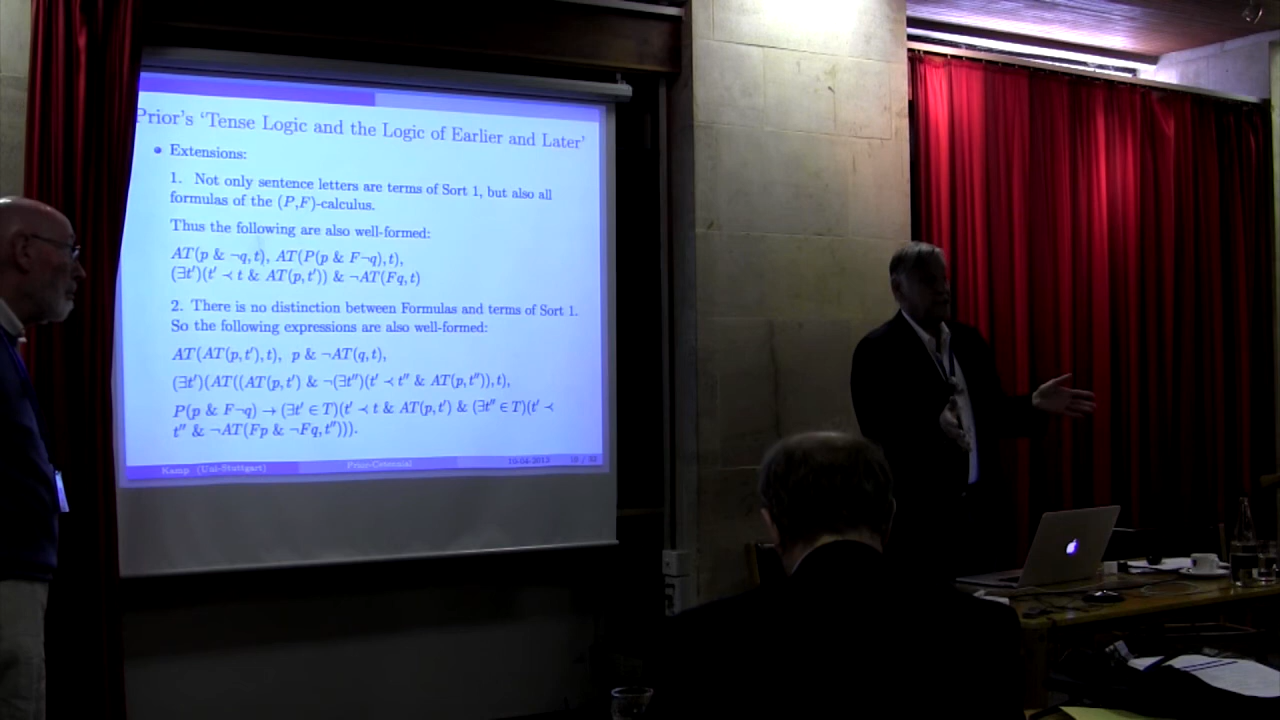 Prior's 'Tense Logic and the Logic of Earlier and Later'
• Extensions:
1. Not only sentence letters are terms of Sort 1, but also all
formulas of the (P,F)-calculus.
Thus the following are also well-formed:
AT(p & ¬q, t), AT(P(p & F¬q), t),
(∃t′)(t′ ≺ t & AT(p, t′)) & ¬AT(Fq, t)
2. There is no distinction between Formulas and terms of Sort 1.
So the following expressions are also well-formed:
AT(AT(p, t′), t), p & ¬AT(q, t),
(∃t′)(AT((AT(p, t′) & ¬(∃t″)(t′ ≺ t″ & AT(p, t″)), t),
P(p & F¬q) → (∃t′ ∈ T)(t′ ≺ t & AT(p, t′) & (∃t″ ∈ T)(t′ ≺
t″ & ¬AT(Fp & ¬Fq, t″))).
Kamp (Uni-Stuttgart) Prior-Cetennial